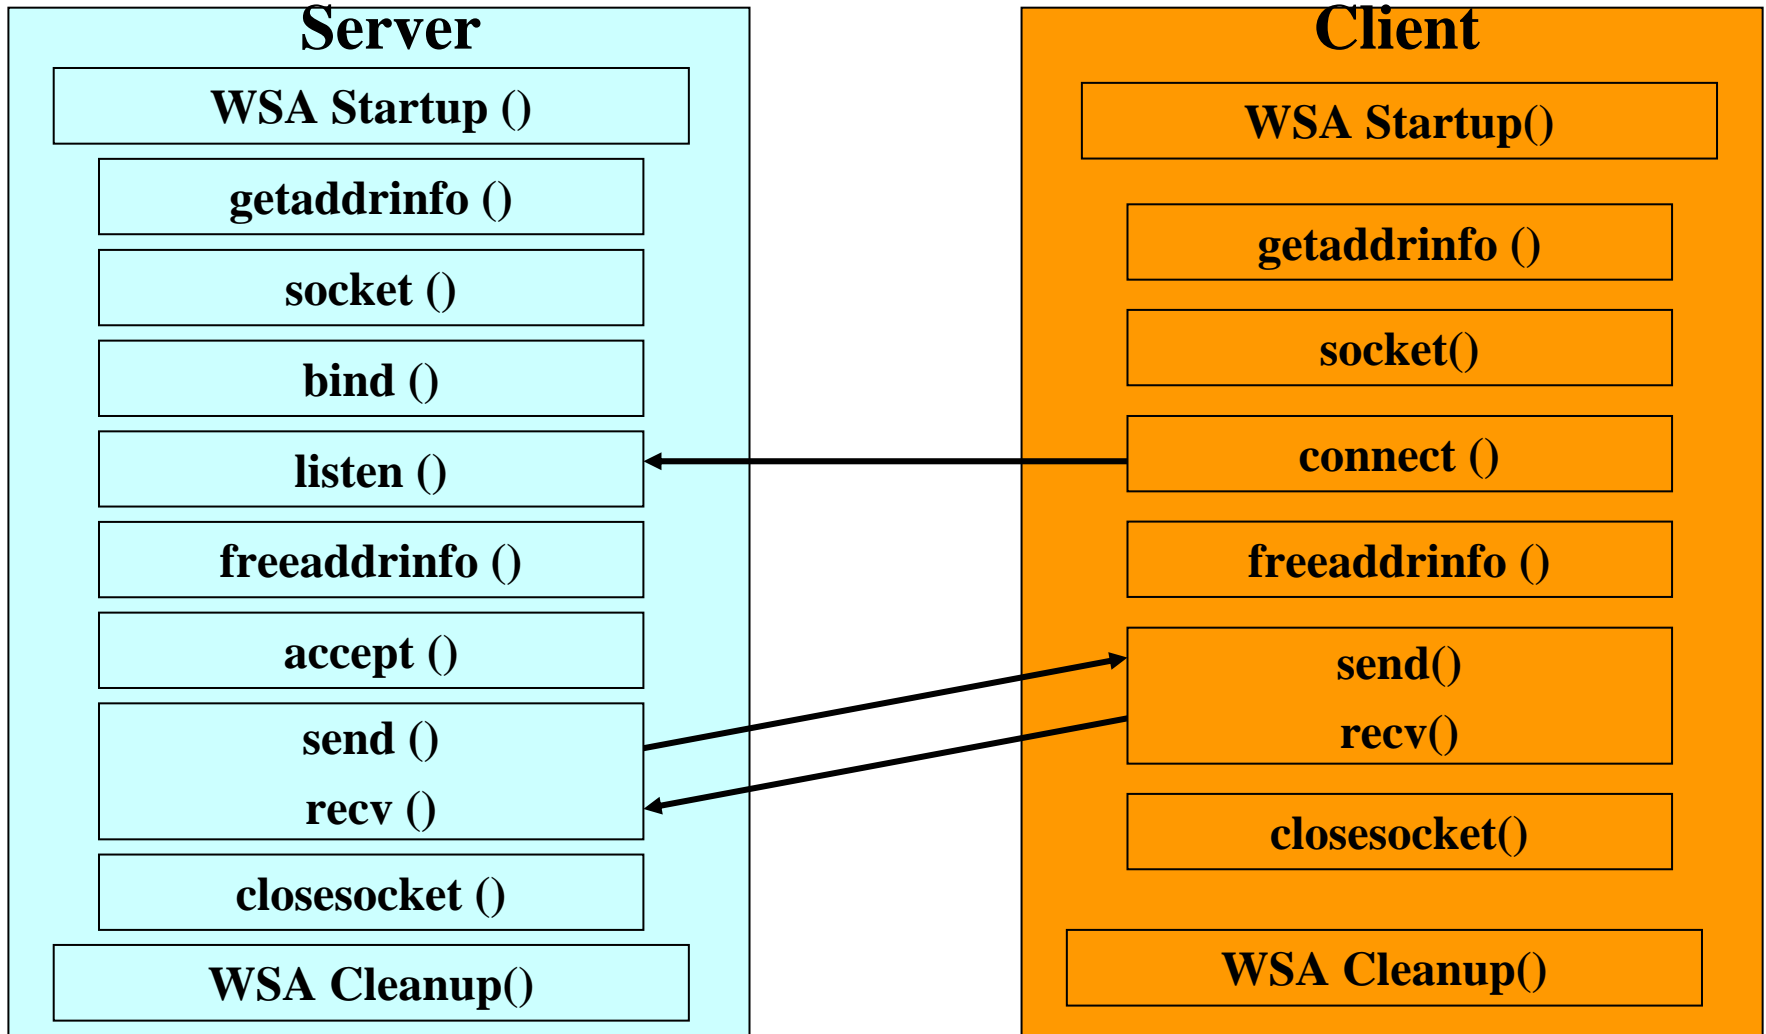 Server
WSA Startup ()
getaddrinfo ()
socket ()
bind ()
listen ()
freeaddrinfo ()
accept ()
send ()
recv ()
closesocket ()
WSA Cleanup()
Client
WSA Startup()
getaddrinfo ()
socket()
connect ()
freeaddrinfo ()
send()
recv()
closesocket()
WSA Cleanup()